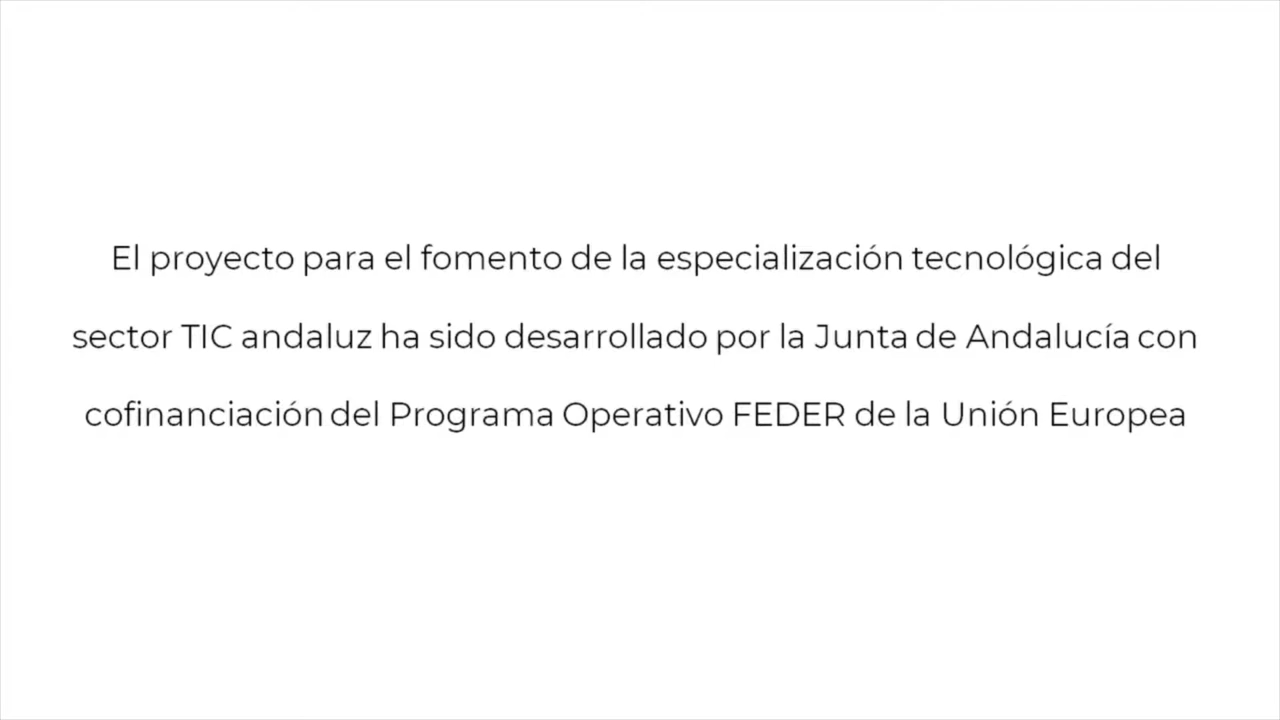 El proyecto para el fomento de la especialización tecnológica del
sector TIC andaluz ha sido desarrollado por la Junta de Andalucía con
cofinanciación del Programa Operativo FEDER de la Unión Europea